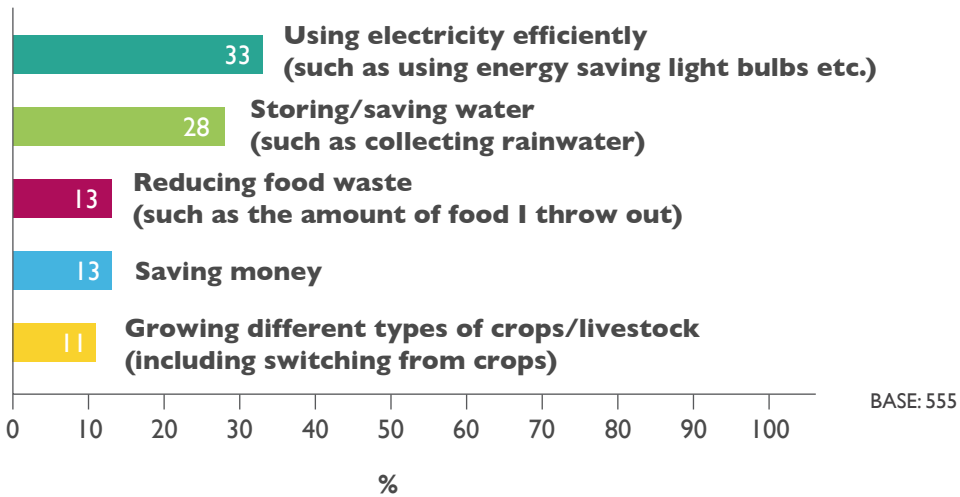 33
Using electricity efficiently
(such as using energy saving light bulbs etc.)
28
Storing/saving water
(such as collecting rainwater)
13
Reducing food waste
(such as the amount of food I throw out)
13
Saving money
11
Growing different types of crops/livestock
(including switching from crops)
BASE: 555
0 10 20 30 40 50 60 70 80 90 100
%